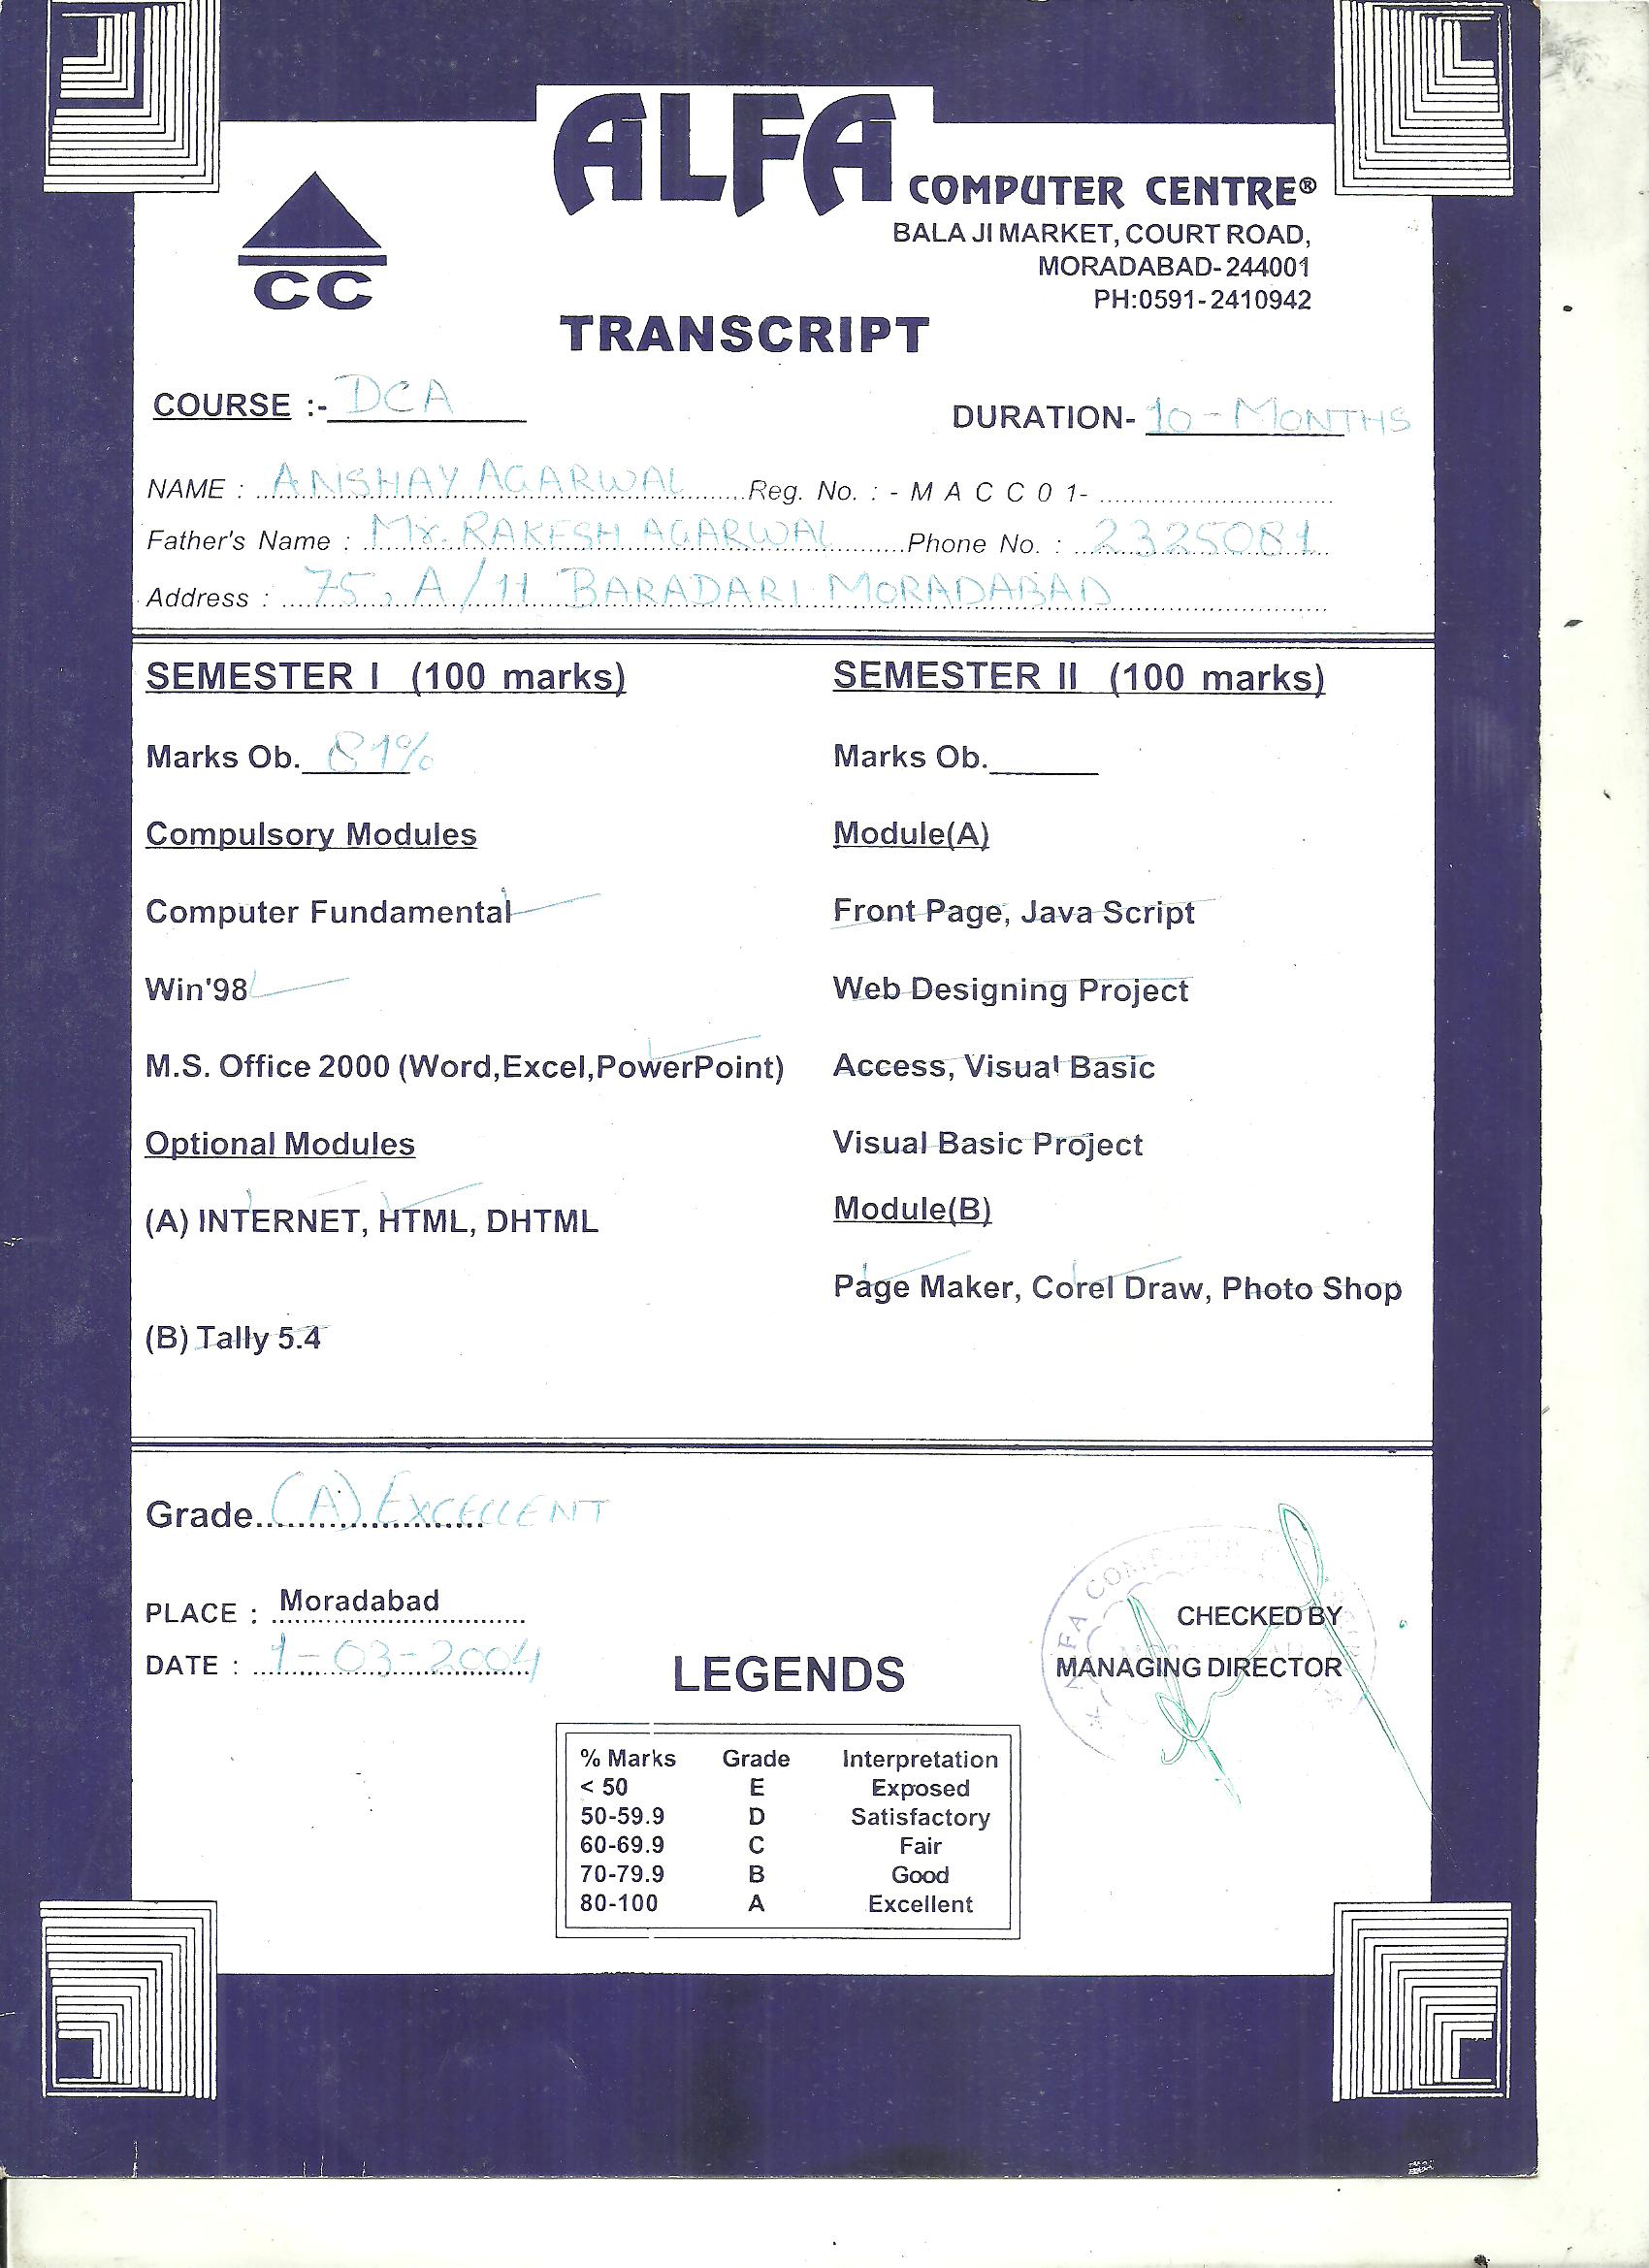 ALFA
COMPUTER CENTRE®
BALA JI MARKET, COURT ROAD,
MORADABAD-244001
PH:0591-2410942
CC
TRANSCRIPT
COURSE :- DCA
DURATION- 10-MONTHS
NAME : ANSHAY AGARWAL Reg. No. : - M A C C 0 1-
Father's Name : Mr. RAKESH AGARWAL Phone No. : 2325081
Address : 75, A/11 BARADARI MORADABAD
SEMESTER I (100 marks)
Marks Ob. 81%
Compulsory Modules
Computer Fundamental
Win'98
M.S. Office 2000 (Word,Excel,PowerPoint)
Optional Modules
(A) INTERNET, HTML, DHTML
(B) Tally 5.4
SEMESTER II (100 marks)
Marks Ob.
Module(A)
Front Page, Java Script
Web Designing Project
Access, Visual Basic
Visual Basic Project
Module(B)
Page Maker, Corel Draw, Photo Shop
Grade (A) EXCELLENT
PLACE : Moradabad
DATE : 1-03-2004
CHECKED BY
MANAGING DIRECTOR
LEGENDS
% Marks Grade Interpretation
< 50 E Exposed
50-59.9 D Satisfactory
60-69.9 C Fair
70-79.9 B Good
80-100 A Excellent